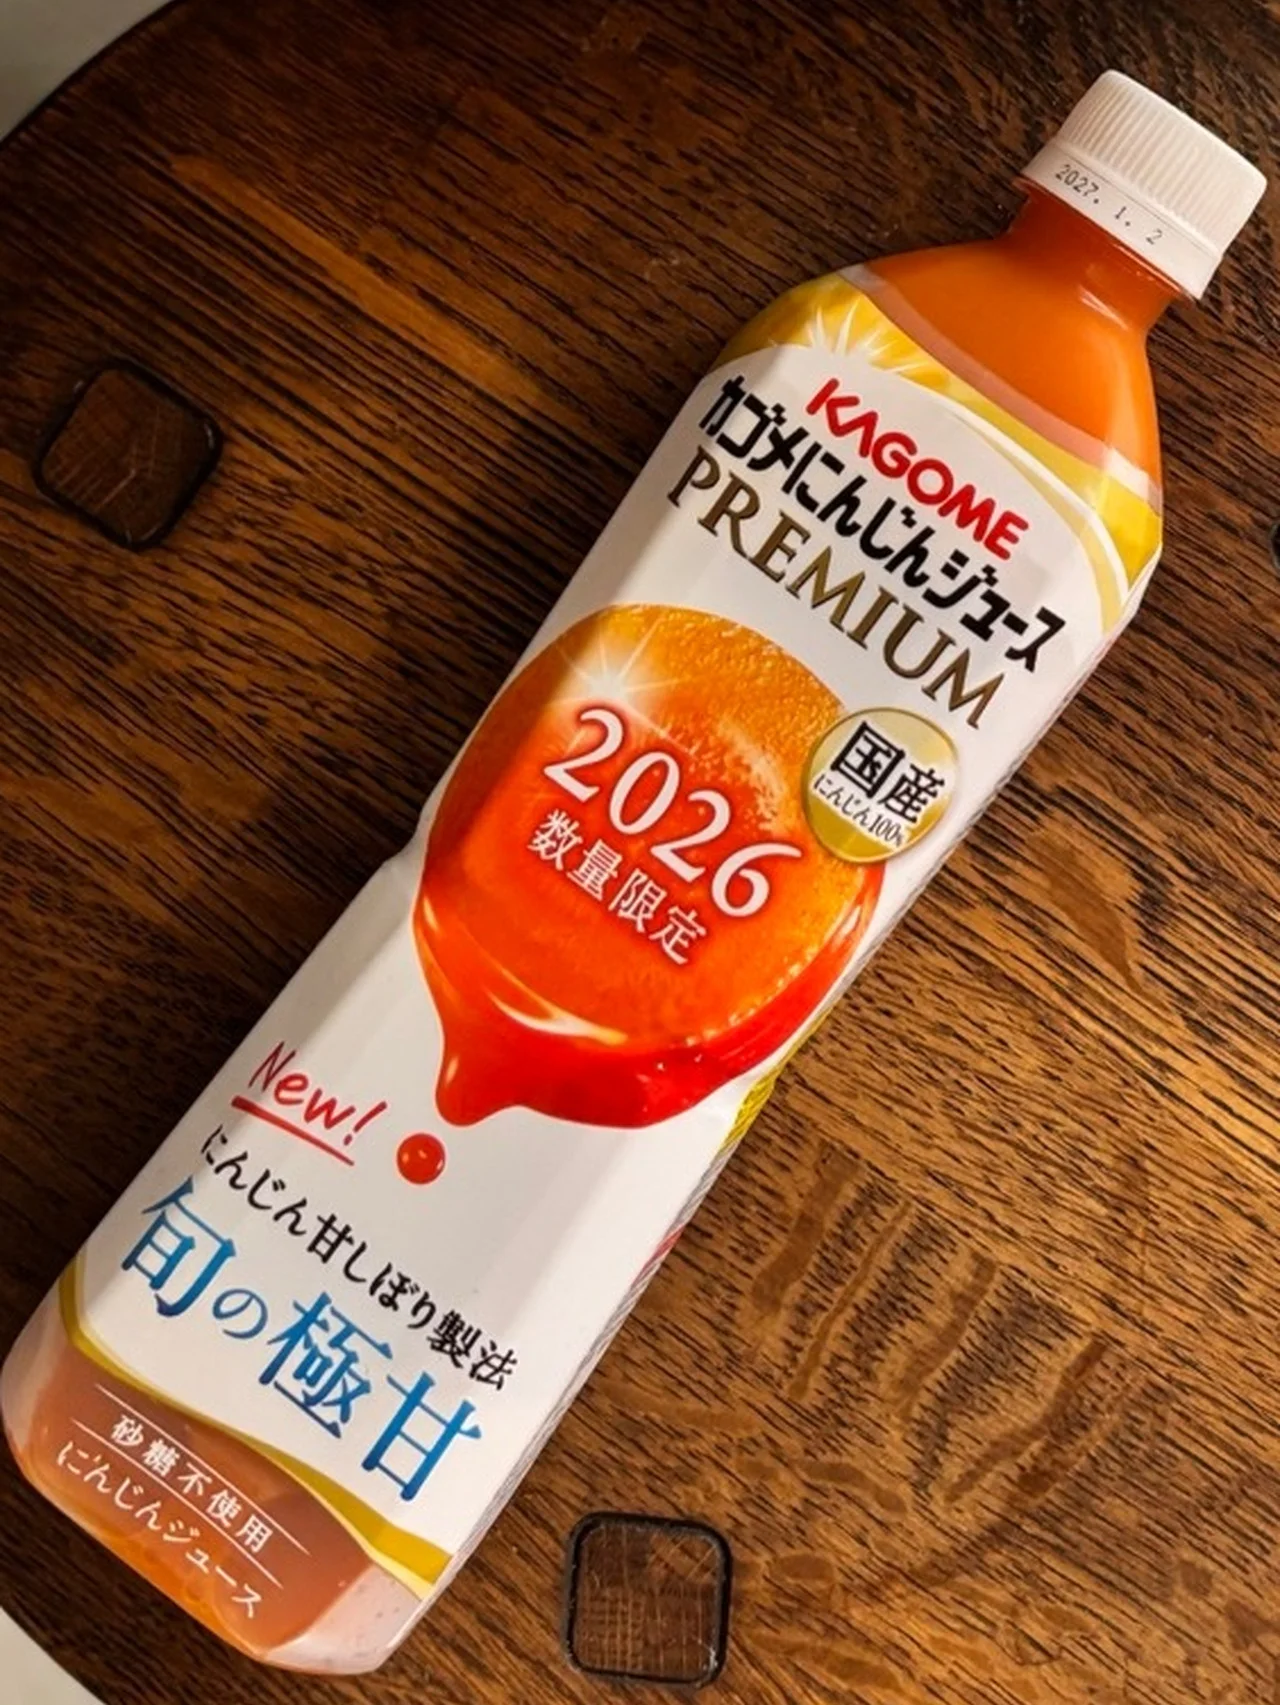 2027. 1. 2
KAGOME
カゴメにんじんジュース
PREMIUM
国産
にんじん100%
2026
数量限定
New!
にんじん甘しぼり製法
旬の極甘
砂糖不使用
にんじんジュース